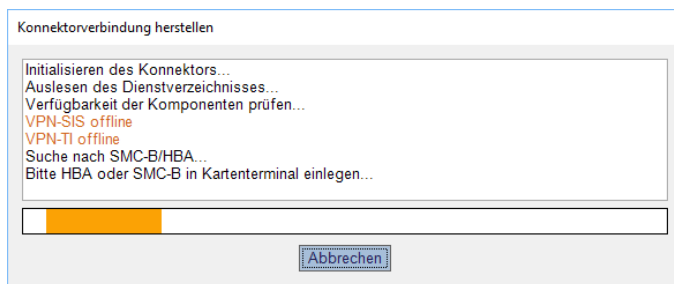 Konnektorverbindung herstellen
Initialisieren des Konnektors...
Auslesen des Dienstverzeichnisses...
Verfügbarkeit der Komponenten prüfen...
VPN-SIS offline
VPN-TI offline
Suche nach SMC-B/HBA...
Bitte HBA oder SMC-B in Kartenterminal einlegen...
Abbrechen